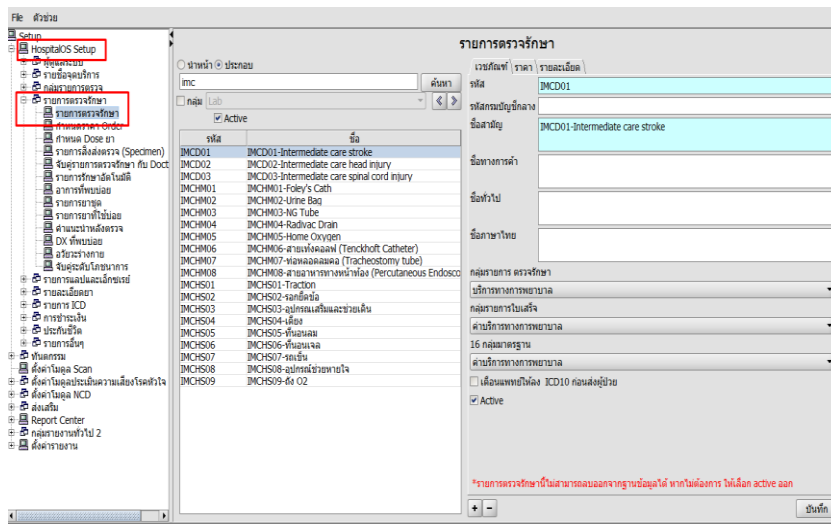 File ตัวช่วย
Setup
HospitalOS Setup
ผู้ดูแลระบบ
รายชื่อจุดบริการ
กลุ่มรายการตรวจ
รายการตรวจรักษา
รายการตรวจรักษา
กำหนดราคา Order
กำหนด Dose ยา
รายการสิ่งส่งตรวจ (Specimen)
จับคู่รายการตรวจรักษา กับ Doct
รายการรักษาอัตโนมัติ
อาการที่พบบ่อย
รายการยาชุด
รายการยาที่ใช้บ่อย
คำแนะนำหลังตรวจ
DX ที่พบบ่อย
อวัยวะร่างกาย
จับคู่ระดับโภชนาการ
รายการแลปและเอ็กซเรย์
รายละเอียดยา
รายการ ICD
การชำระเงิน
ประกันชีวิต
รายการอื่นๆ
ทันตกรรม
ตั้งค่าโมดูล Scan
ตั้งค่าโมดูลประเมินความเสี่ยงโรคหัวใจ
ตั้งค่าโมดูล NCD
ส่งเสริม
Report Center
กลุ่มรายงานทั่วไป 2
ตั้งค่ารายงาน
รายการตรวจรักษา
นำหน้า ประกอบ
imc ค้นหา
กลุ่ม Lab
Active
รหัส ชื่อ
IMCD01 IMCD01-Intermediate care stroke
IMCD02 IMCD02-Intermediate care head injury
IMCD03 IMCD03-Intermediate care spinal cord injury
IMCHM01 IMCHM01-Foley's Cath
IMCHM02 IMCHM02-Urine Bag
IMCHM03 IMCHM03-NG Tube
IMCHM04 IMCHM04-Radivac Drain
IMCHM05 IMCHM05-Home Oxygen
IMCHM06 IMCHM06-สายเท้งคอลฟ (Tenckhoft Catheter)
IMCHM07 IMCHM07-ท่อหลอดลมคอ (Tracheostomy tube)
IMCHM08 IMCHM08-สายอาหารทางหน้าท้อง (Percutaneous Endosco
IMCHS01 IMCHS01-Traction
IMCHS02 IMCHS02-รอกยืดข้อ
IMCHS03 IMCHS03-อุปกรณเสริมและช่วยเดิน
IMCHS04 IMCHS04-เตียง
IMCHS05 IMCHS05-ที่นอนลม
IMCHS06 IMCHS06-ที่นอนเจล
IMCHS07 IMCHS07-รถเข็น
IMCHS08 IMCHS08-อุปกรณ์ช่วยหายใจ
IMCHS09 IMCHS09-ถัง O2
เวชภัณฑ์ ราคา รายละเอียด
รหัส IMCD01
รหัสกรมบัญชีกลาง
ชื่อสามัญ IMCD01-Intermediate care stroke
ชื่อทางการค้า
ชื่อทั่วไป
ชื่อภาษาไทย
กลุ่มรายการ ตรวจรักษา
บริการทางการพยาบาล
กลุ่มรายการใบเสร็จ
ค่าบริการทางการพยาบาล
16 กลุ่มมาตรฐาน
ค่าบริการทางการพยาบาล
เตือนแพทย์ให้ลง ICD10 ก่อนส่งผู้ป่วย
Active
*รายการตรวจรักษานี้ไม่สามารถลบออกจากฐานข้อมูลได้ หากไม่ต้องการ ให้เลือก active ออก
+ -
บันทึก